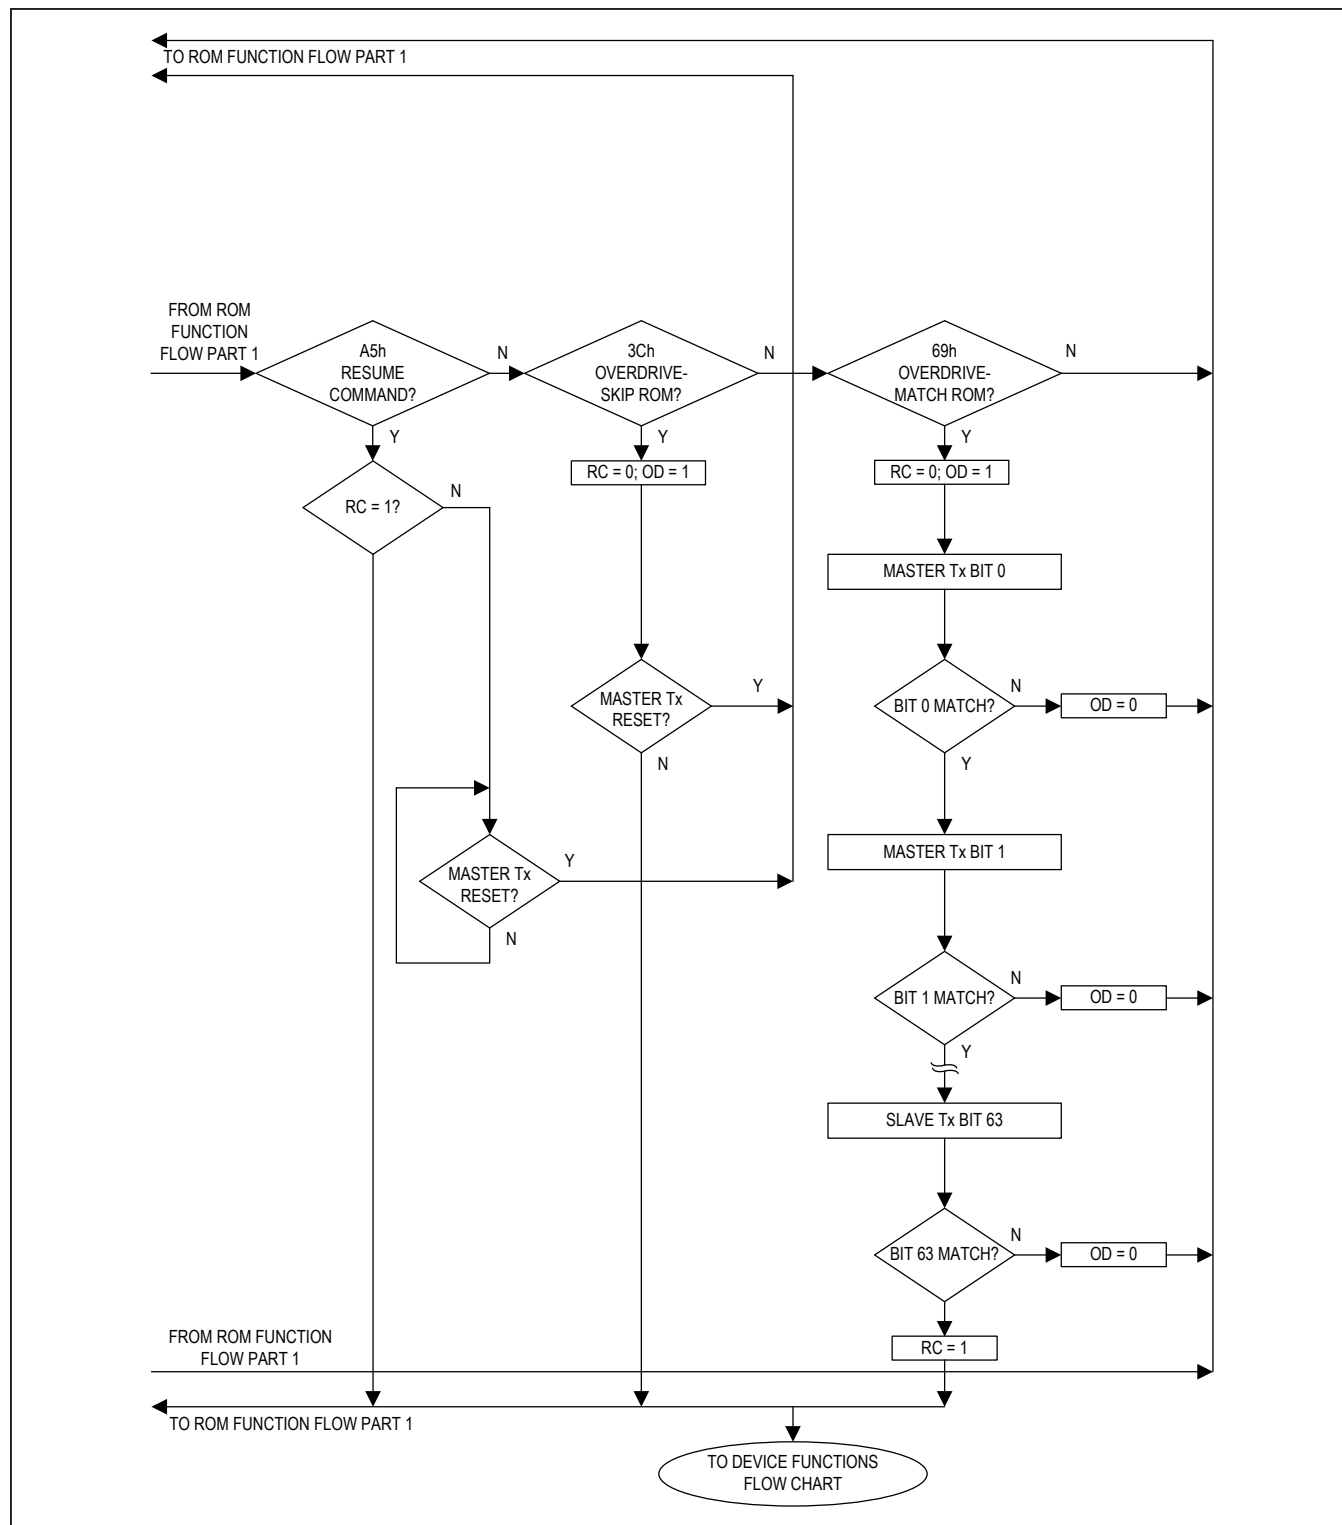 TO ROM FUNCTION FLOW PART 1
FROM ROM
FUNCTION
FLOW PART 1
A5h
RESUME
COMMAND?
N
3Ch
OVERDRIVE-
SKIP ROM?
N
69h
OVERDRIVE-
MATCH ROM?
N
Y
Y
Y
RC = 1?
N
RC = 0; OD = 1
RC = 0; OD = 1
MASTER Tx BIT 0
MASTER Tx
RESET?
Y
N
BIT 0 MATCH?
N
OD = 0
Y
MASTER Tx BIT 1
MASTER Tx
RESET?
Y
N
BIT 1 MATCH?
N
OD = 0
Y
SLAVE Tx BIT 63
BIT 63 MATCH?
N
OD = 0
RC = 1
FROM ROM FUNCTION
FLOW PART 1
TO ROM FUNCTION FLOW PART 1
TO DEVICE FUNCTIONS
FLOW CHART